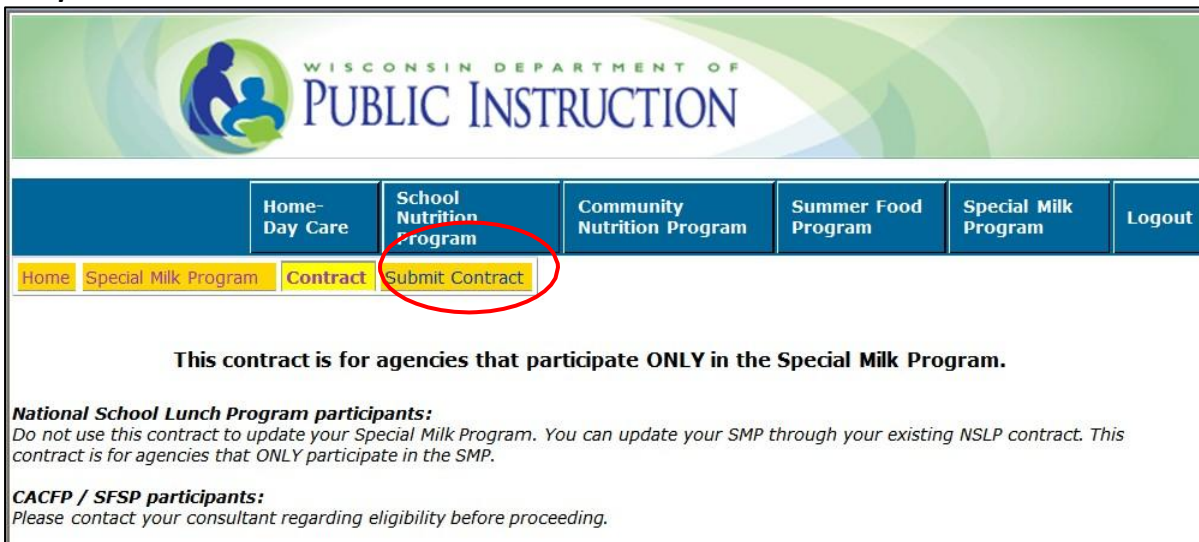 WISCONSIN DEPARTMENT OF
PUBLIC INSTRUCTION
Home-
Day Care
School
Nutrition
Program
Community
Nutrition Program
Summer Food
Program
Special Milk
Program
Logout
Home Special Milk Program Contract Submit Contract
This contract is for agencies that participate ONLY in the Special Milk Program.
National School Lunch Program participants:
Do not use this contract to update your Special Milk Program. You can update your SMP through your existing NSLP contract. This
contract is for agencies that ONLY participate in the SMP.
CACFP / SFSP participants:
Please contact your consultant regarding eligibility before proceeding.